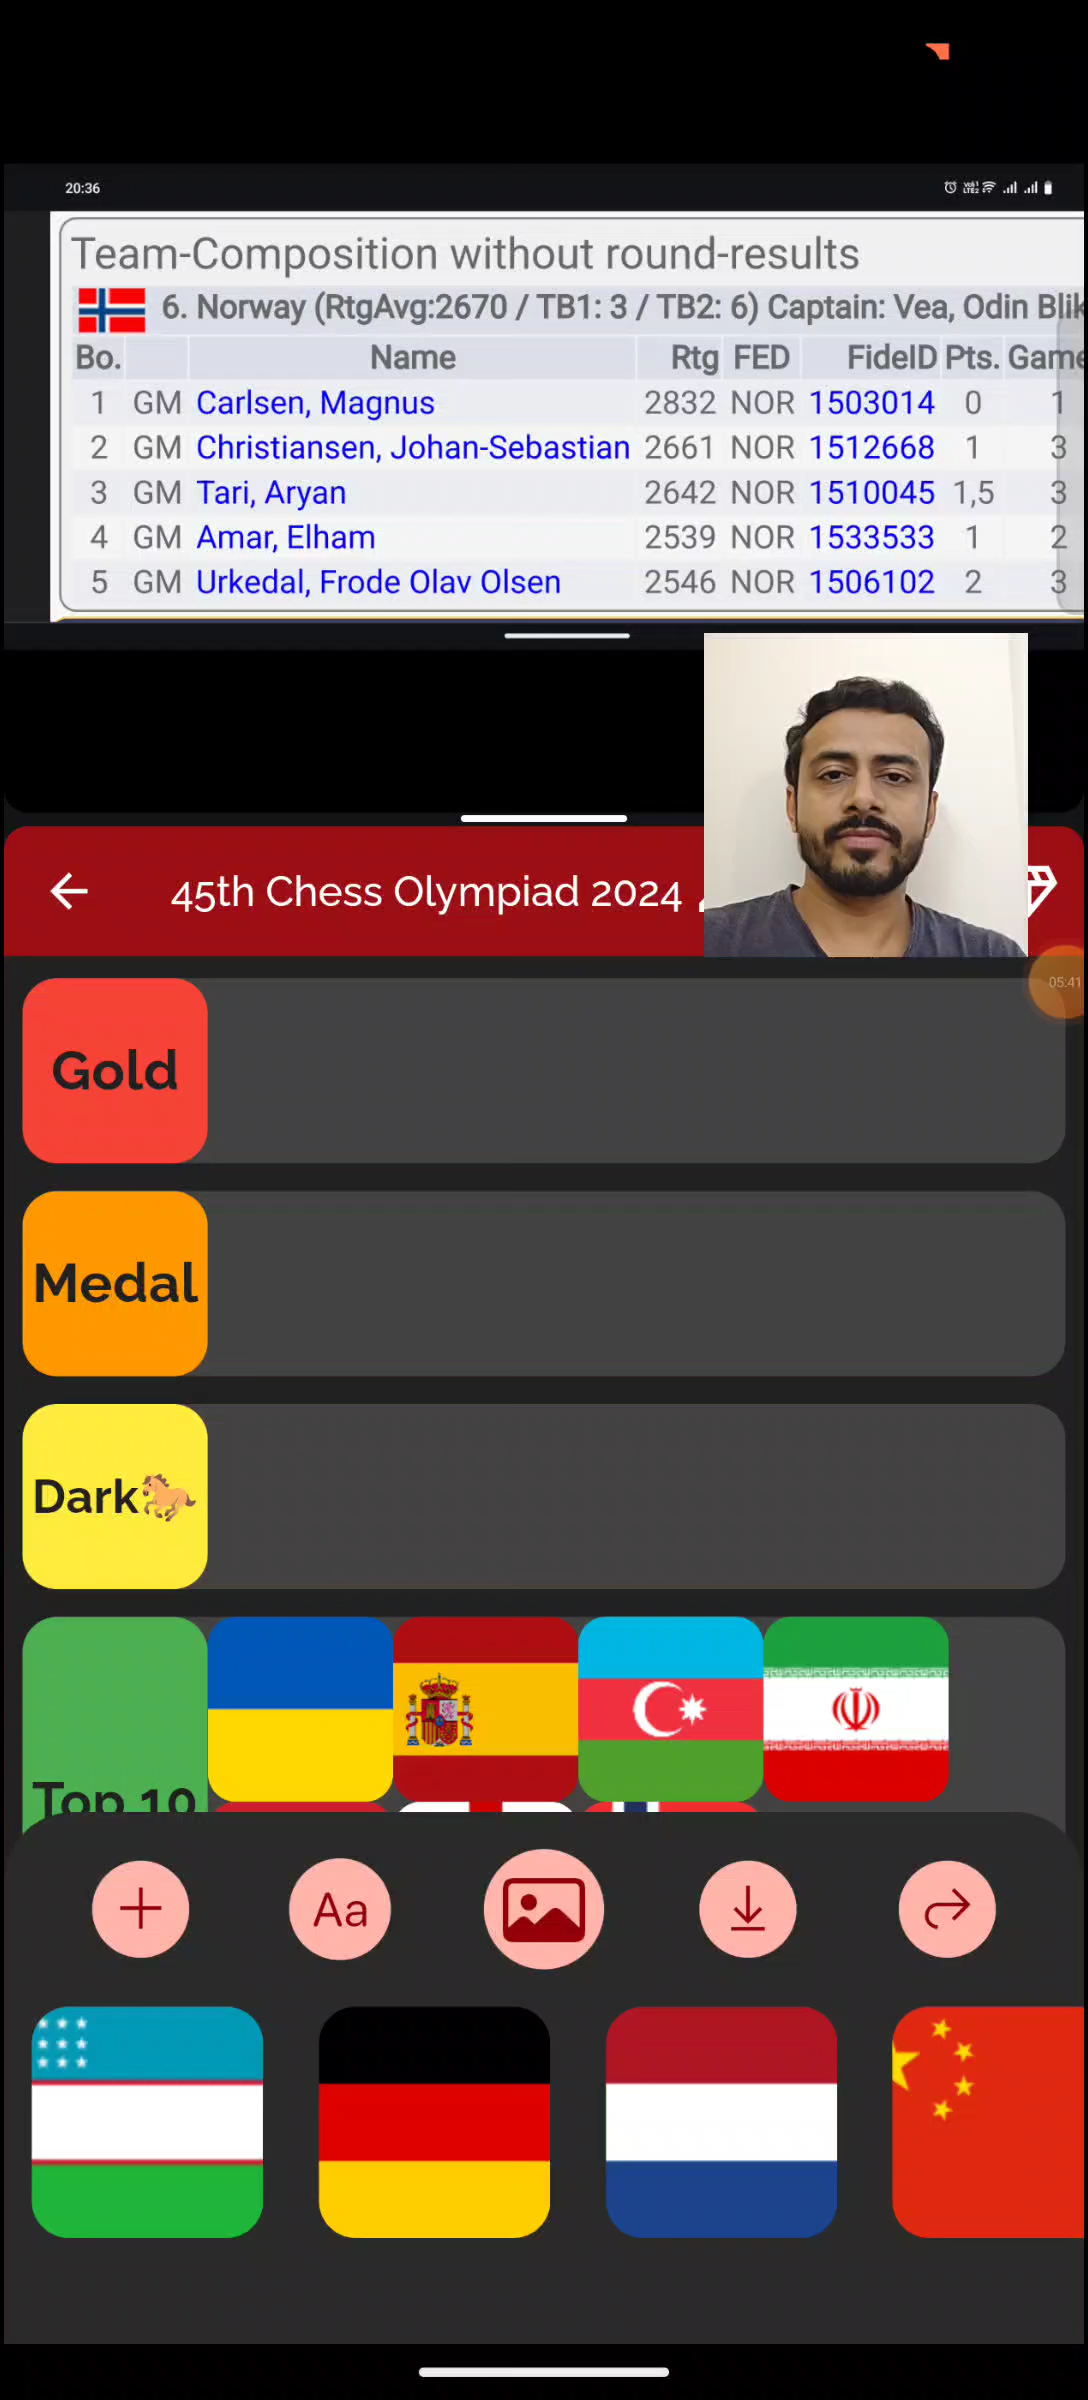 20:36
Team-Composition without round-results
6. Norway (RtgAvg:2670 / TB1: 3 / TB2: 6) Captain: Vea, Odin Blik
Bo. Name Rtg FED FideID Pts. Game
1 GM Carlsen, Magnus 2832 NOR 1503014 0 1
2 GM Christiansen, Johan-Sebastian 2661 NOR 1512668 1 3
3 GM Tari, Aryan 2642 NOR 1510045 1,5 3
4 GM Amar, Elham 2539 NOR 1533533 1 2
5 GM Urkedal, Frode Olav Olsen 2546 NOR 1506102 2 3
45th Chess Olympiad 2024
05:41
Gold
Medal
Dark🐎
Top 10
Aa